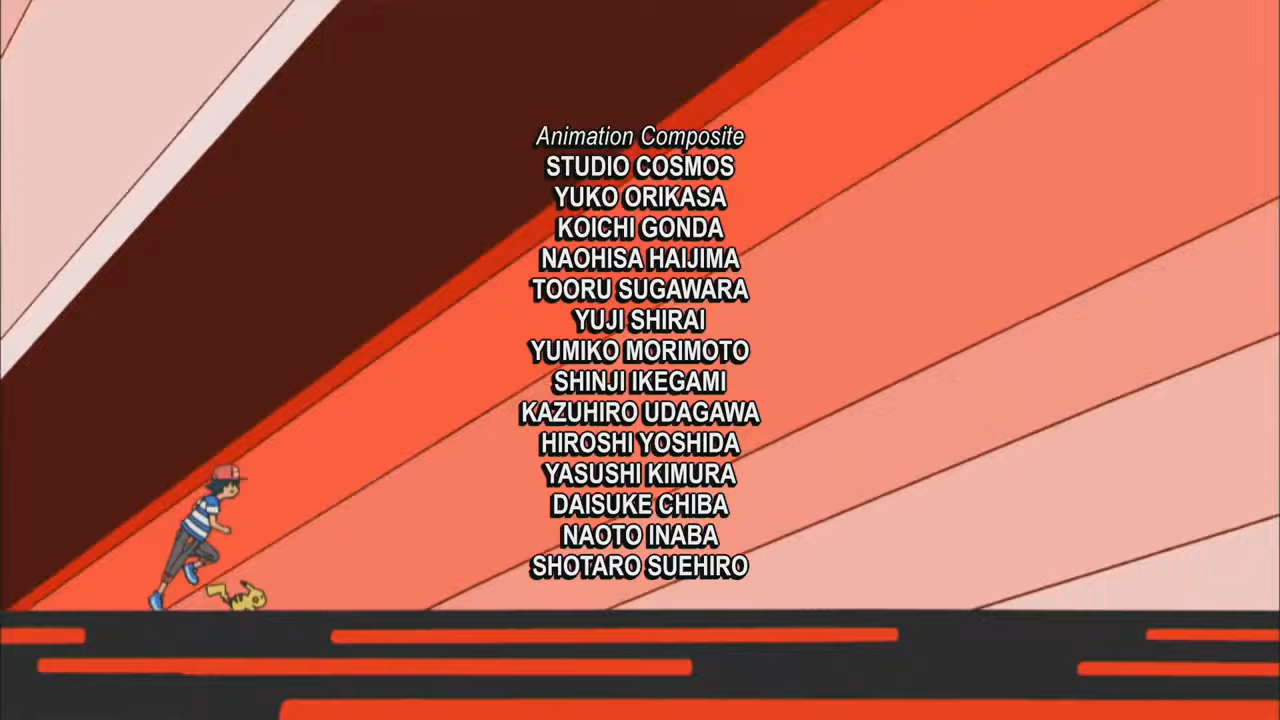 Animation Composite
STUDIO COSMOS
YUKO ORIKASA
KOICHI GONDA
NAOHISA HAIJIMA
TOORU SUGAWARA
YUJI SHIRAI
YUMIKO MORIMOTO
SHINJI IKEGAMI
KAZUHIRO UDAGAWA
HIROSHI YOSHIDA
YASUSHI KIMURA
DAISUKE CHIBA
NAOTO INABA
SHOTARO SUEHIRO